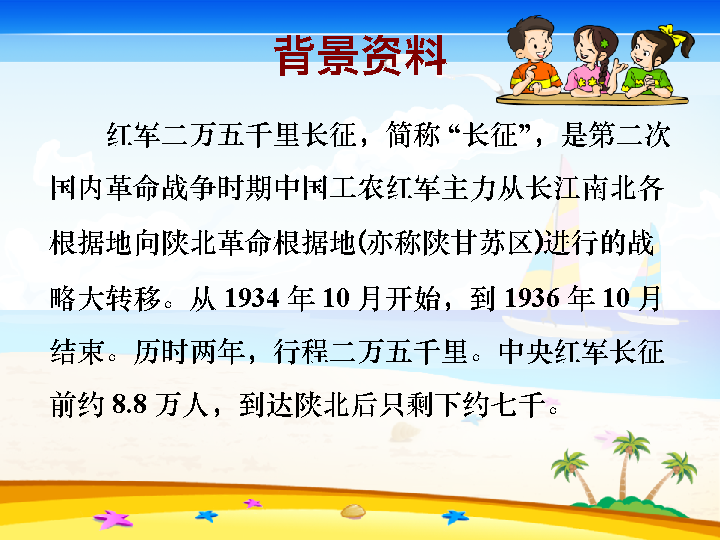 背景资料
红军二万五千里长征，简称“长征”，是第二次
国内革命战争时期中国工农红军主力从长江南北各
根据地向陕北革命根据地(亦称陕甘苏区)进行的战
略大转移。从 1934 年 10 月开始，到 1936 年 10 月
结束。历时两年，行程二万五千里。中央红军长征
前约 8.8 万人，到达陕北后只剩下约七千。